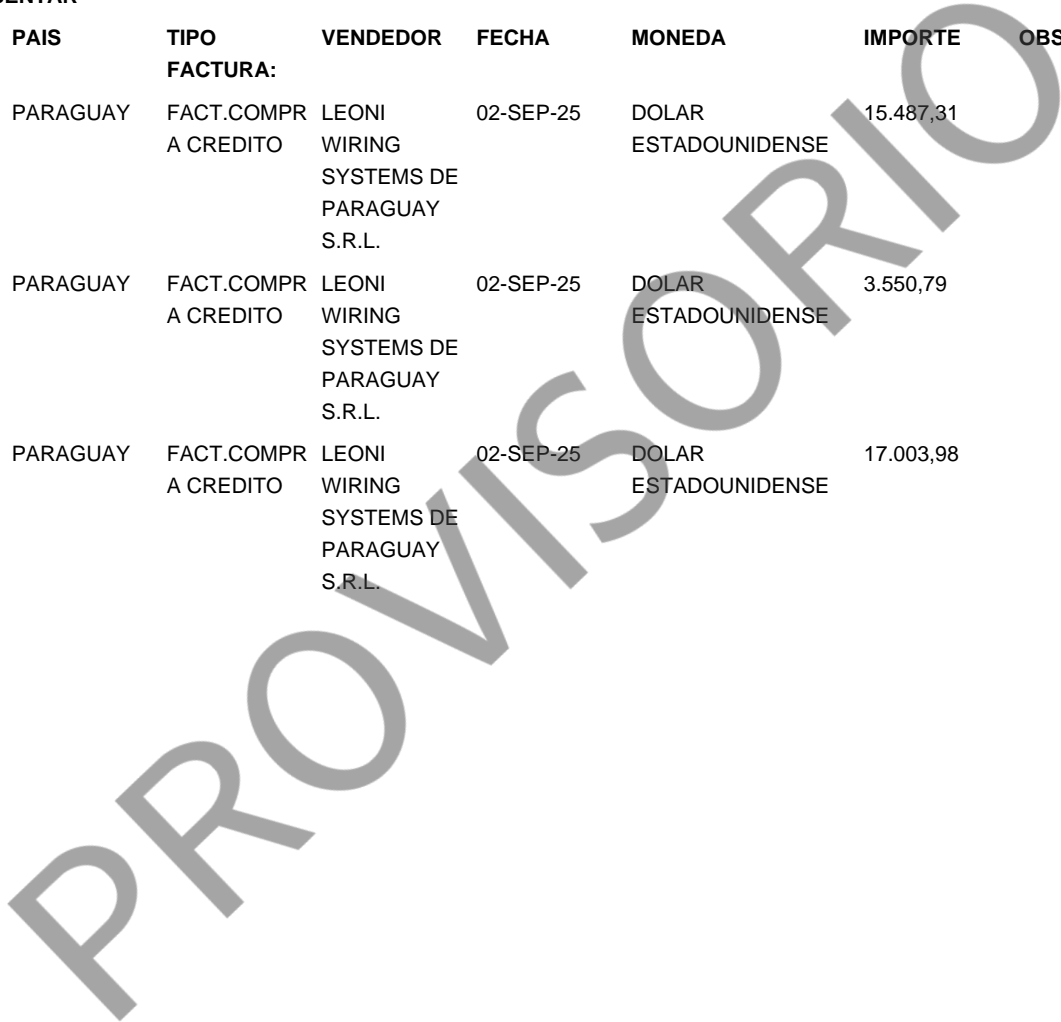 PAIS TIPO VENDEDOR FECHA MONEDA IMPORTE
FACTURA:
PARAGUAY FACT.COMPR LEONI 02-SEP-25 DOLAR 15.487,31
A CREDITO WIRING ESTADOUNIDENSE
SYSTEMS DE
PARAGUAY
S.R.L.
PARAGUAY FACT.COMPR LEONI 02-SEP-25 DOLAR 3.550,79
A CREDITO WIRING ESTADOUNIDENSE
SYSTEMS DE
PARAGUAY
S.R.L.
PARAGUAY FACT.COMPR LEONI 02-SEP-25 DOLAR 17.003,98
A CREDITO WIRING ESTADOUNIDENSE
SYSTEMS DE
PARAGUAY
S.R.L.
PROVISORIO